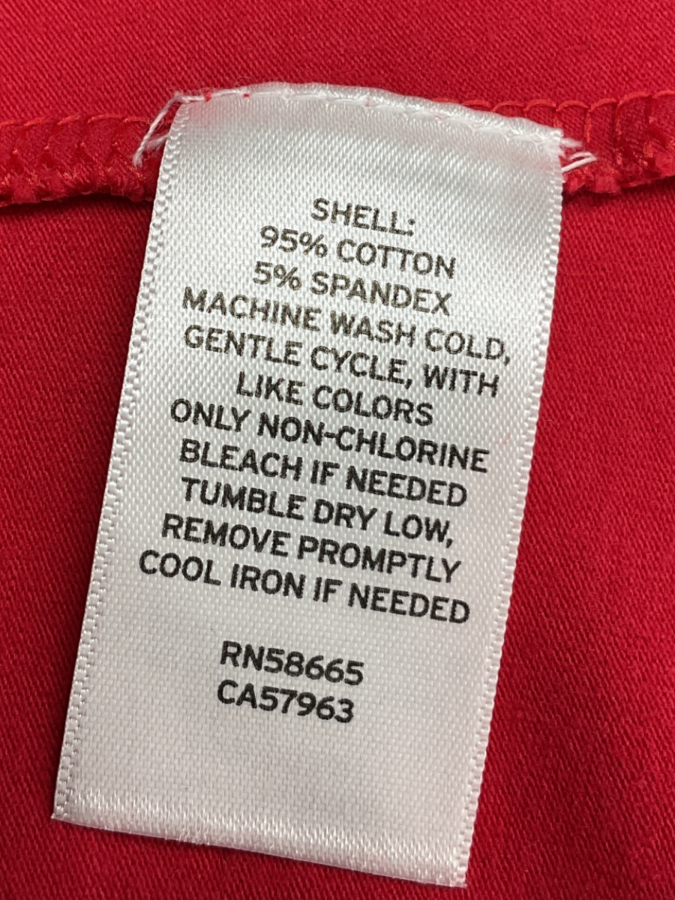 SHELL:
95% COTTON
5% SPANDEX
MACHINE WASH COLD,
GENTLE CYCLE, WITH
LIKE COLORS
ONLY NON-CHLORINE
BLEACH IF NEEDED
TUMBLE DRY LOW,
REMOVE PROMPTLY
COOL IRON IF NEEDED
RN58665
CA57963